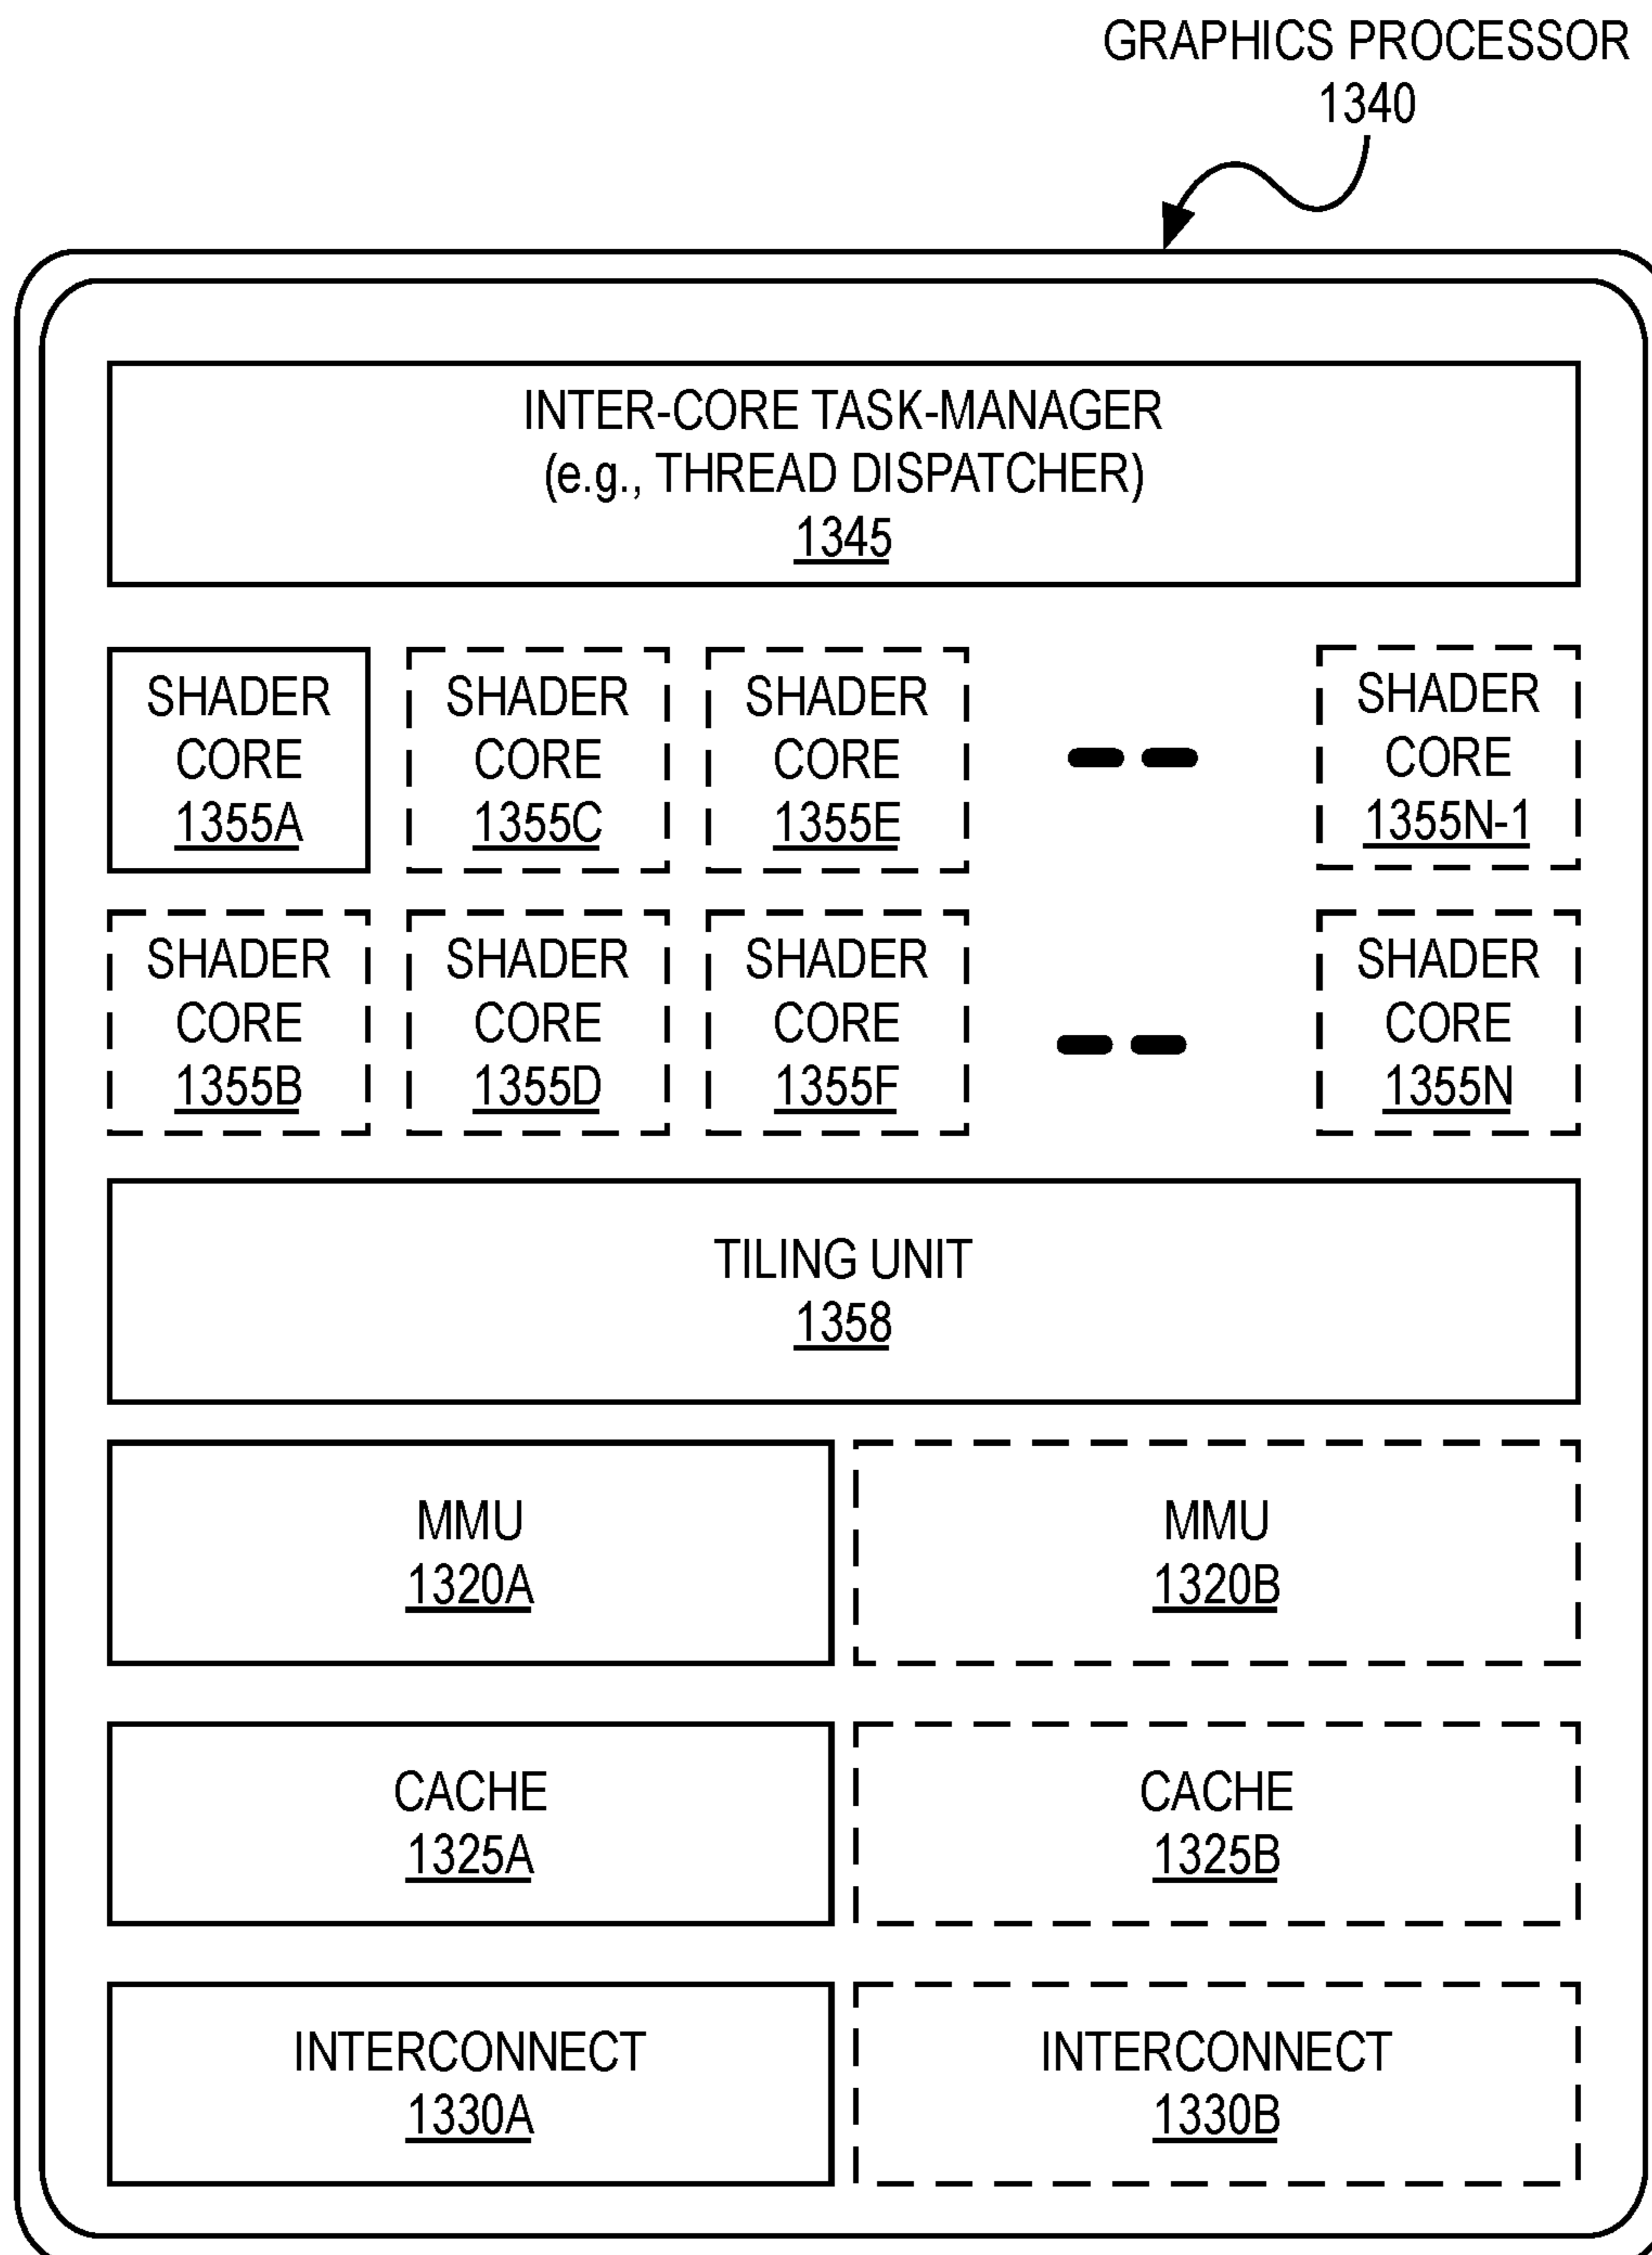 GRAPHICS PROCESSOR
1340
INTER-CORE TASK-MANAGER
(e.g., THREAD DISPATCHER)
1345
SHADER
CORE
1355A
SHADER
CORE
1355C
SHADER
CORE
1355E
SHADER
CORE
1355N-1
SHADER
CORE
1355B
SHADER
CORE
1355D
SHADER
CORE
1355F
SHADER
CORE
1355N
TILING UNIT
1358
MMU
1320A
MMU
1320B
CACHE
1325A
CACHE
1325B
INTERCONNECT
1330A
INTERCONNECT
1330B